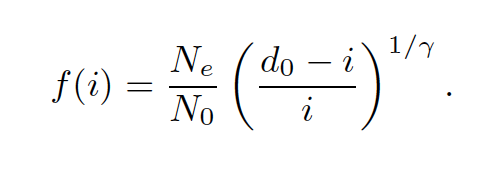 f(i) = \frac{N_e}{N_0} \left( \frac{d_0 - i}{i} \right)^{1/\gamma} .